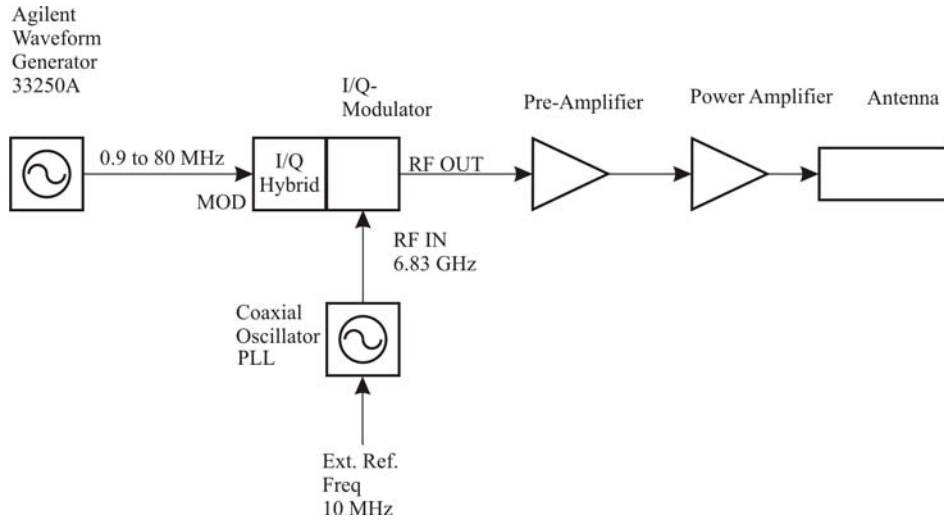 Agilent
Waveform
Generator
33250A
I/Q-
Modulator
Pre-Amplifier
Power Amplifier
Antenna
0.9 to 80 MHz
I/Q
Hybrid
MOD
RF OUT
RF IN
6.83 GHz
Coaxial
Oscillator
PLL
Ext. Ref.
Freq
10 MHz